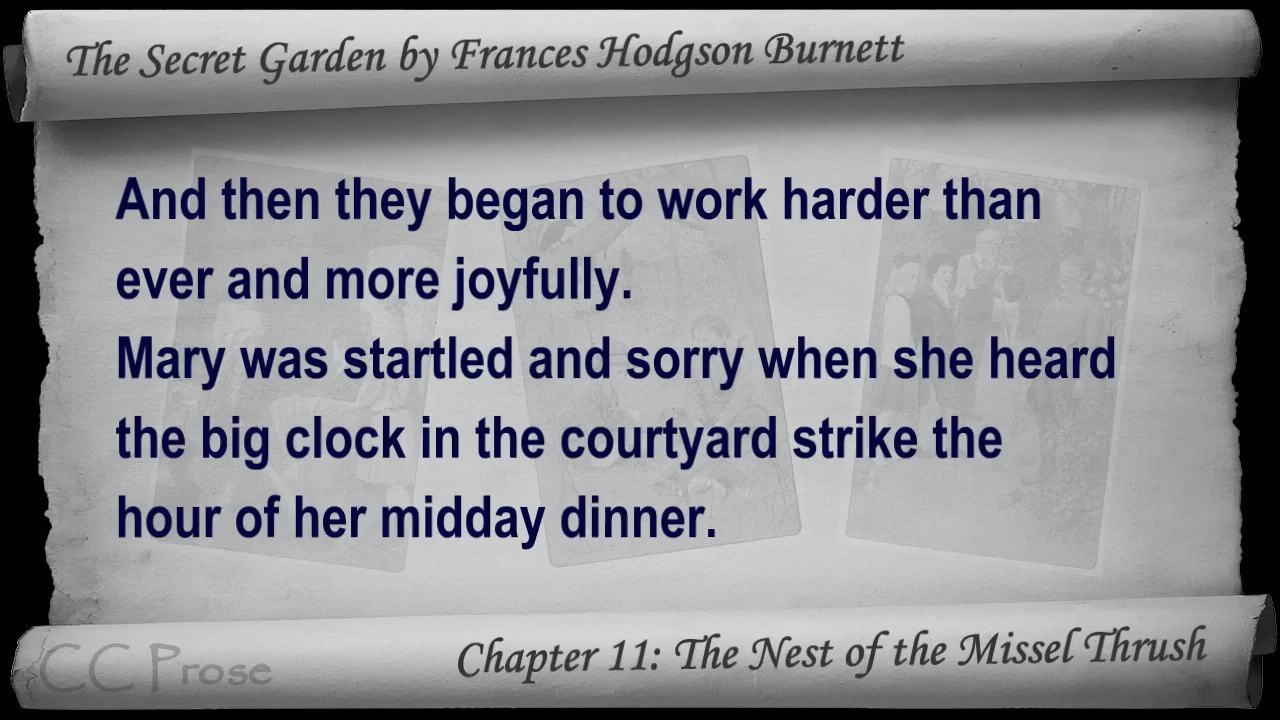 The Secret Garden by Frances Hodgson Burnett
And then they began to work harder than
ever and more joyfully.
Mary was startled and sorry when she heard
the big clock in the courtyard strike the
hour of her midday dinner.
CC Prose
Chapter 11: The Nest of the Missel Thrush